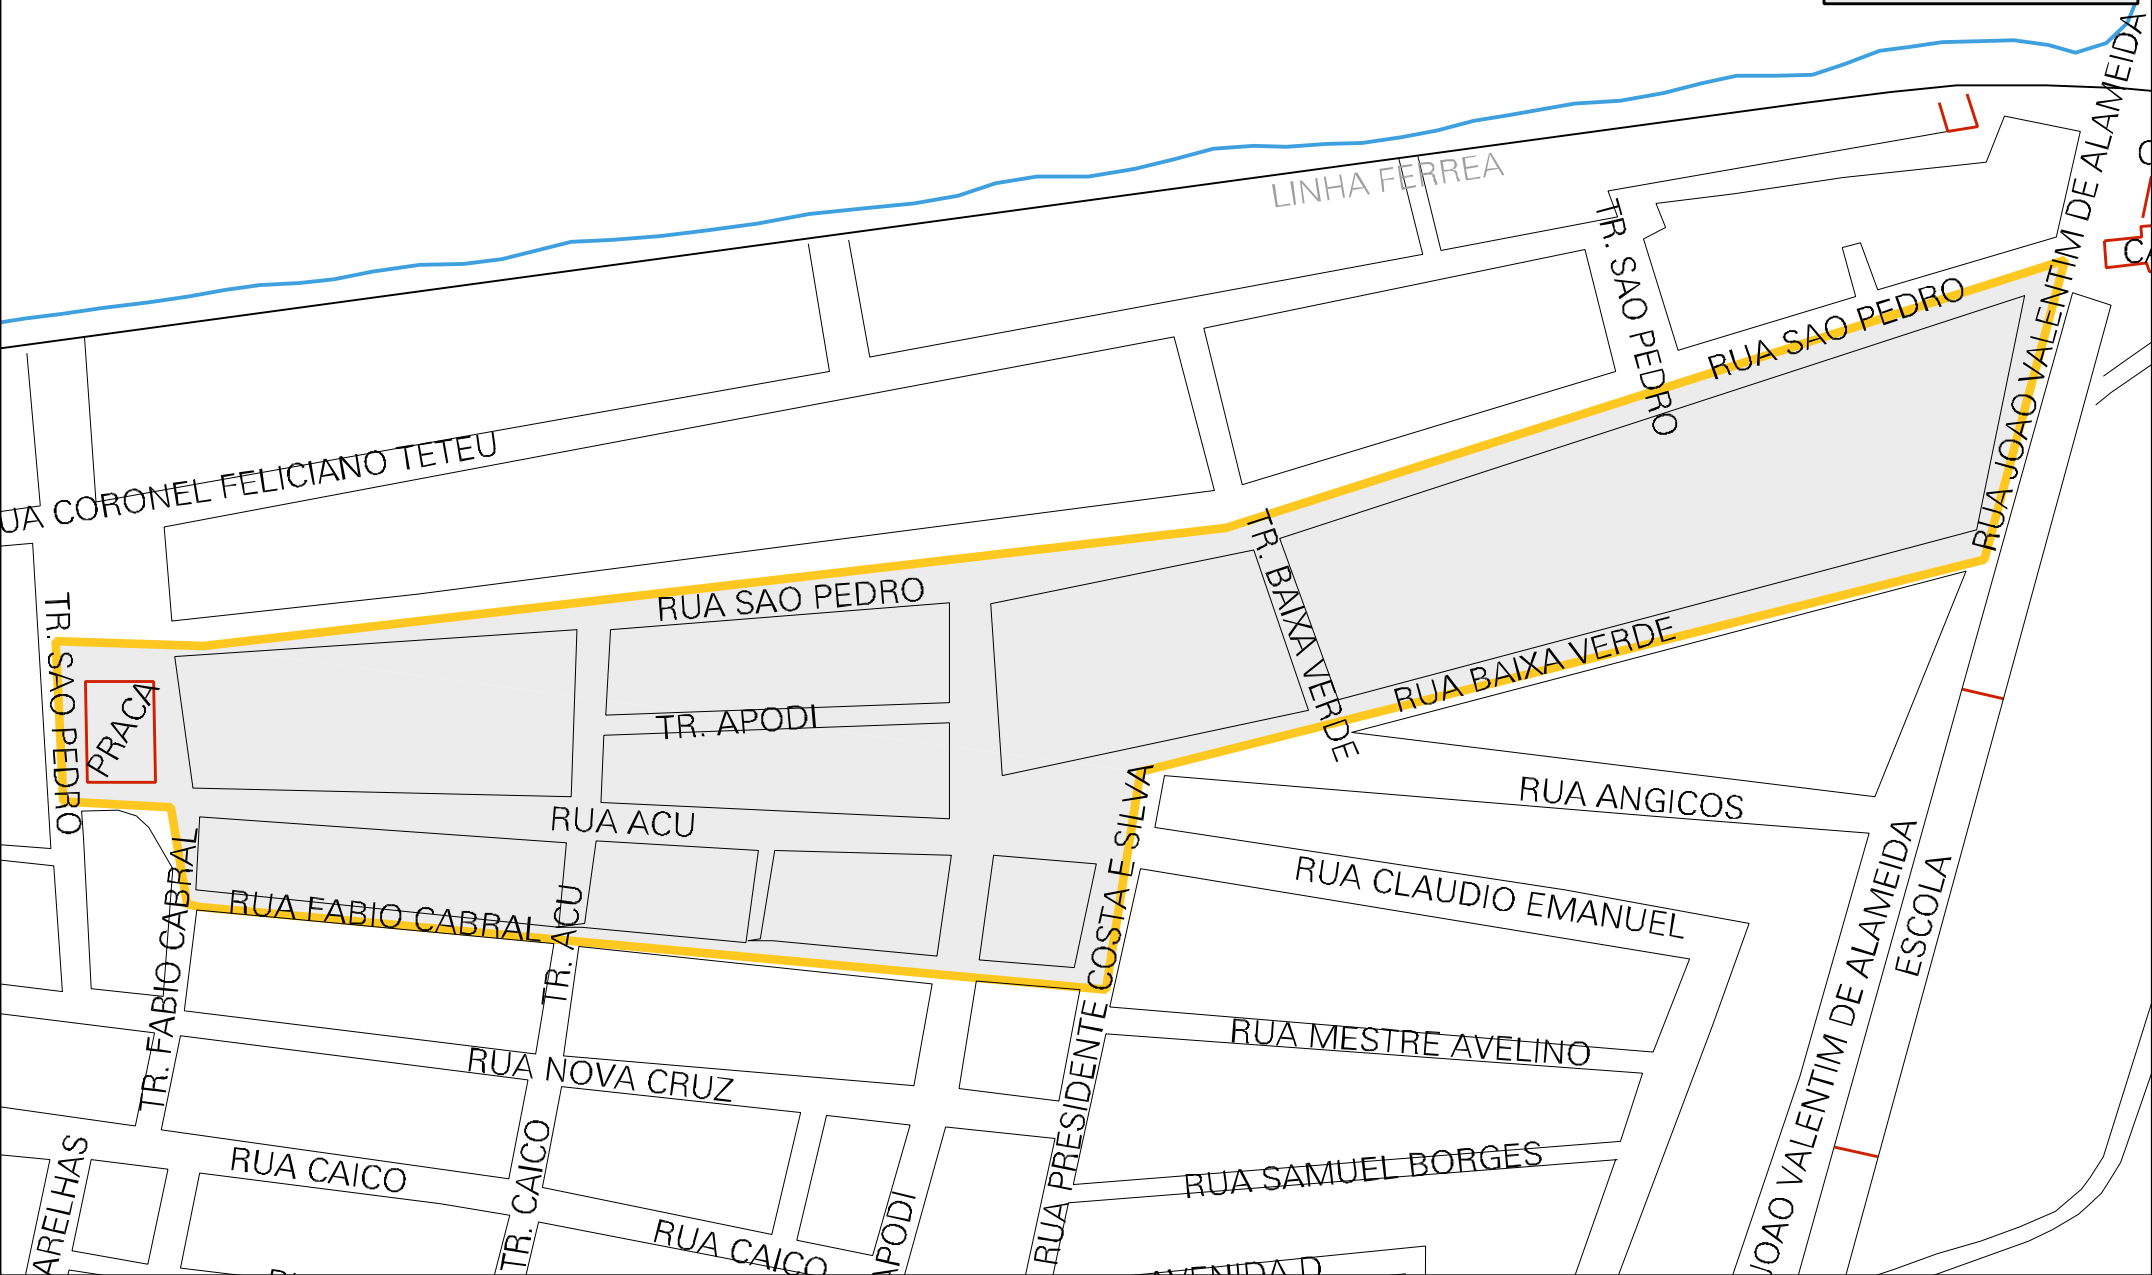 RUA JOAO VALENTIM DE ALAMEIDA
LINHA FERREA
TR. SAO PEDRO
RUA SAO PEDRO
UA CORONEL FELICIANO TETEU
TR. BAIXA VERDE
RUA SAO PEDRO
TR. SAO PEDRO
PRACA
RUA BAIXA VERDE
TR. APODI
RUA ANGICOS
RUA ACU
RUA CLAUDIO EMANUEL
RUA FABIO CABRAL
TR. ACU
TR. FABIO CABRAL
RUA PRESIDENTE COSTA E SILVA
ESCOLA
JOAO VALENTIM DE ALAMEIDA
RUA MESTRE AVELINO
RUA NOVA CRUZ
RUA CAICO
TR. CAICO
RUA SAMUEL BORGES
ARELHAS
APODI
RUA CAICO
AVENIDA D